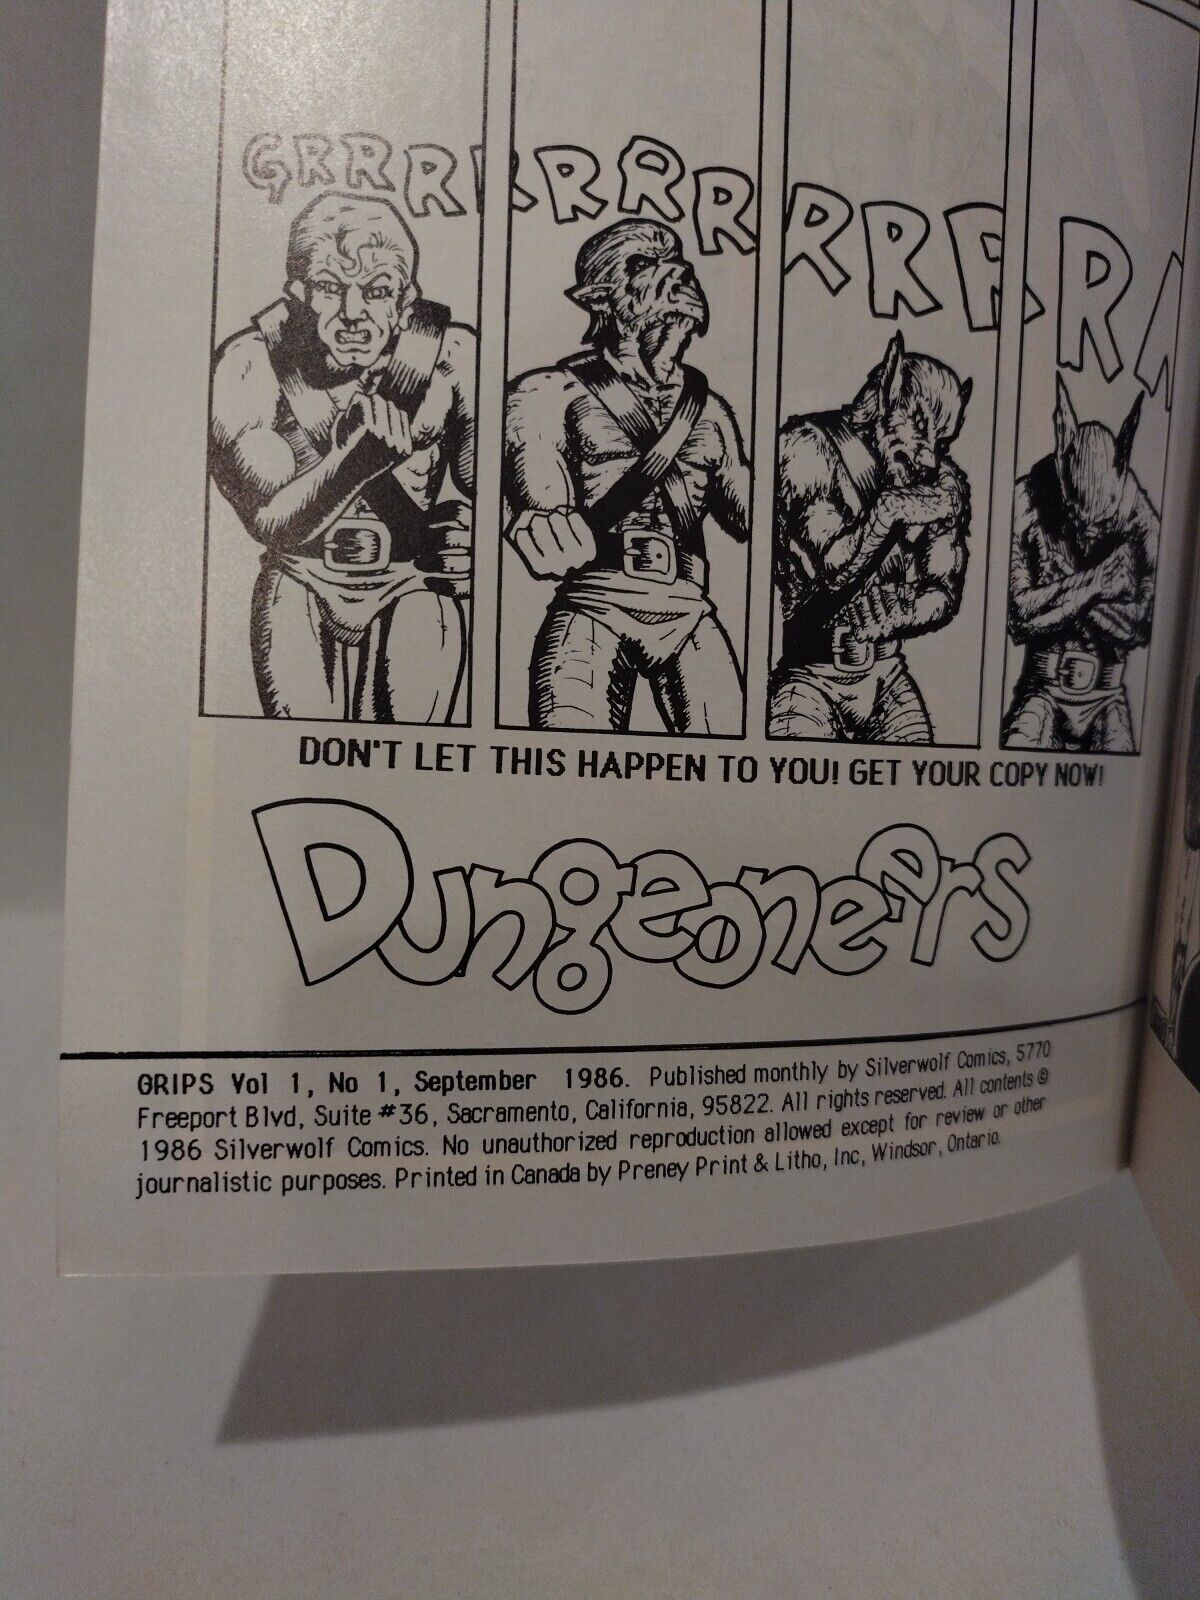 GRRRRRRRRRRRRA
DON'T LET THIS HAPPEN TO YOU! GET YOUR COPY NOW!
Dungeoneers
GRIPS Vol 1, No 1, September 1986. Published monthly by Silverwolf Comics, 5770
Freeport Blvd, Suite #36, Sacramento, California, 95822. All rights reserved. All contents ©
1986 Silverwolf Comics. No unauthorized reproduction allowed except for review or other
journalistic purposes. Printed in Canada by Preney Print & Litho, Inc, Windsor, Ontario.